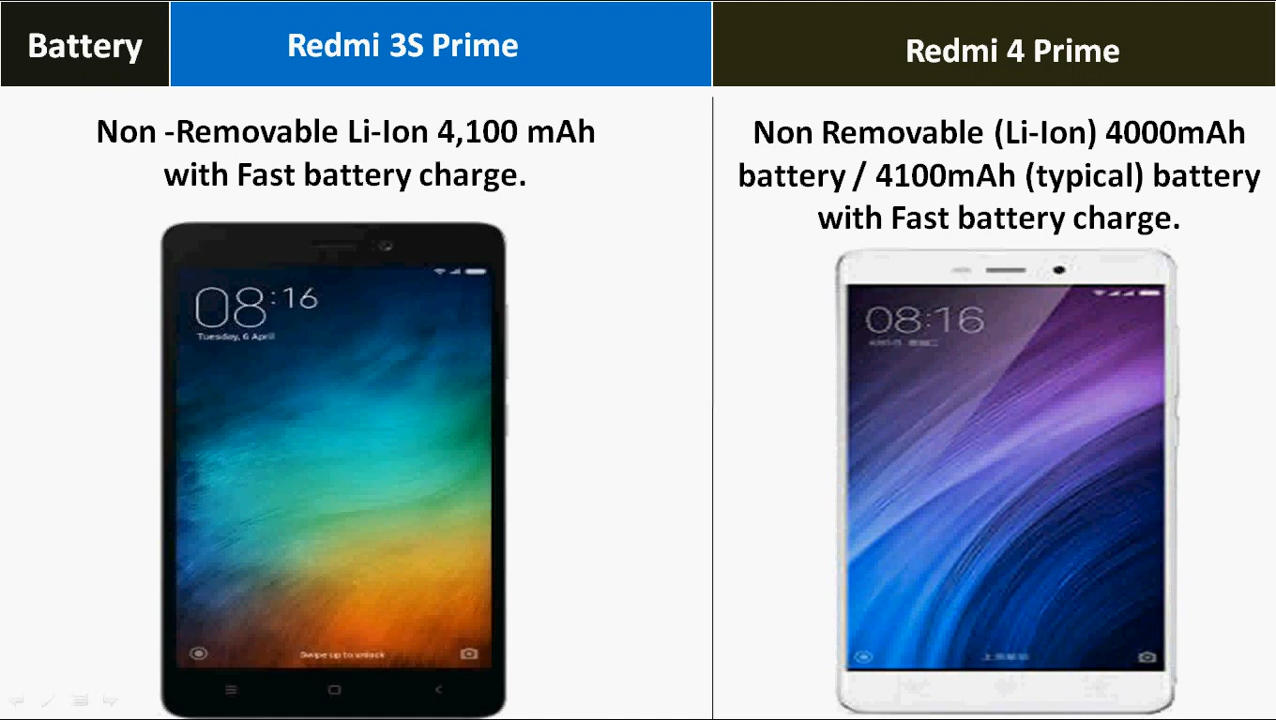 Battery
Redmi 3S Prime
Redmi 4 Prime
Non -Removable Li-Ion 4,100 mAh
with Fast battery charge.
Non Removable (Li-Ion) 4000mAh
battery / 4100mAh (typical) battery
with Fast battery charge.
08:16
Tuesday, 6 April
Swipe up to unlock
08:16